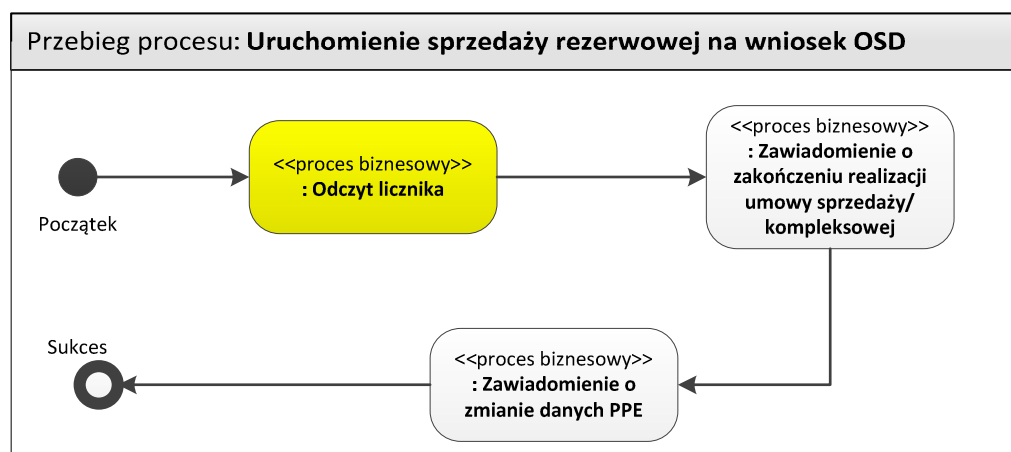 Przebieg procesu: Uruchomienie sprzedaży rezerwowej na wniosek OSD
Początek
<<proces biznesowy>>
: Odczyt licznika
<<proces biznesowy>>
: Zawiadomienie o
zakończeniu realizacji
umowy sprzedaży/
kompleksowej
<<proces biznesowy>>
: Zawiadomienie o
zmianie danych PPE
Sukces